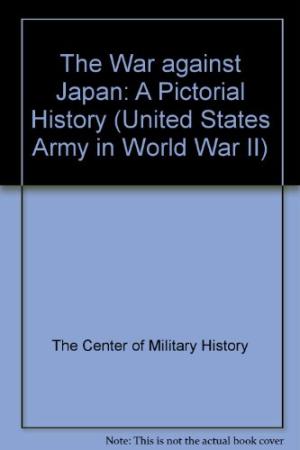 The War against
Japan: A Pictorial
History (United States
Army in World War II)
The Center of Military History
Note: This is not the actual book cover